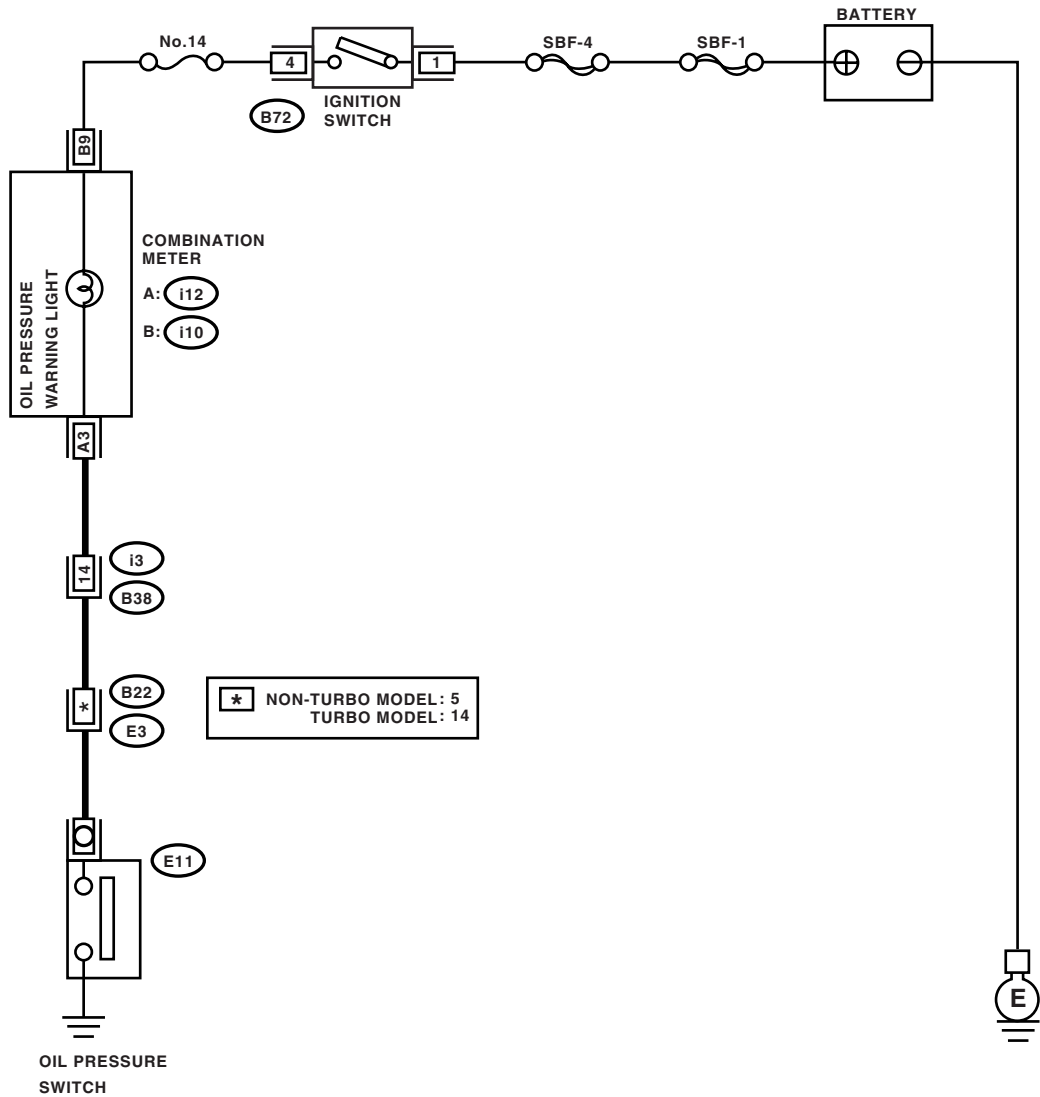 BATTERY
No.14
SBF-4
SBF-1
4
1
IGNITION
SWITCH
B72
B9
OIL PRESSURE
WARNING LIGHT
COMBINATION
METER
A: i12
B: i10
A3
14
i3
B38
*
B22
E3
* NON-TURBO MODEL: 5
TURBO MODEL: 14
E11
E
OIL PRESSURE
SWITCH